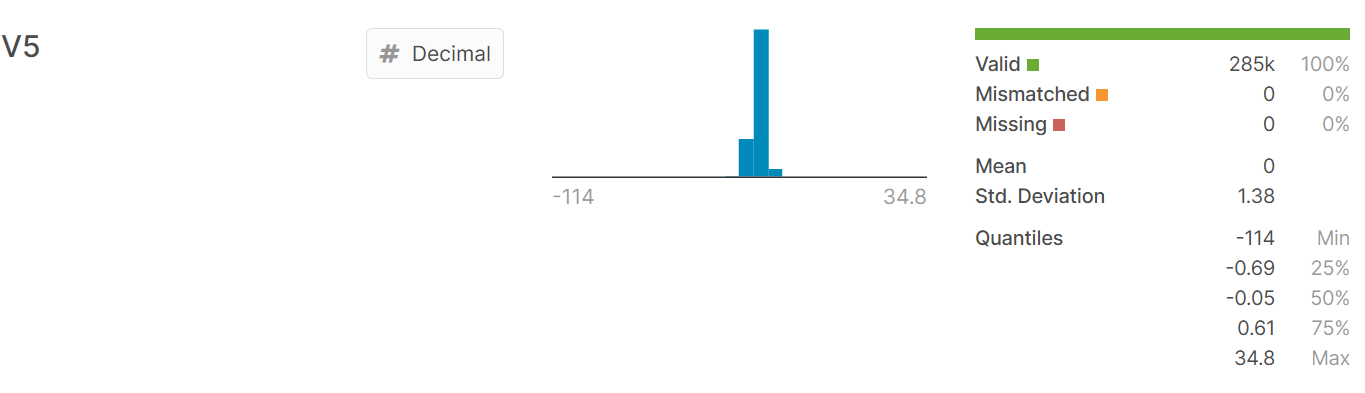 V5
# Decimal
-114 34.8
Valid 285k 100%
Mismatched 0 0%
Missing 0 0%
Mean 0
Std. Deviation 1.38
Quantiles -114 Min
-0.69 25%
-0.05 50%
0.61 75%
34.8 Max